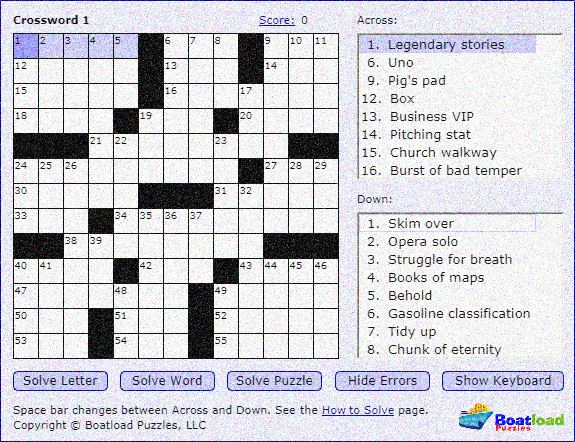 Crossword 1 Score: 0
1 2 3 4 5 6 7 8 9 10 11
12 13 14
15 16 17
18 19 20
21 22 23
24 25 26 27 28 29
30 31 32
33 34 35 36 37
38 39
40 41 42 43 44 45 46
47 48 49
50 51 52
53 54 55
Across:
1. Legendary stories
6. Uno
9. Pig's pad
12. Box
13. Business VIP
14. Pitching stat
15. Church walkway
16. Burst of bad temper
Down:
1. Skim over
2. Opera solo
3. Struggle for breath
4. Books of maps
5. Behold
6. Gasoline classification
7. Tidy up
8. Chunk of eternity
Solve Letter Solve Word Solve Puzzle Hide Errors Show Keyboard
Space bar changes between Across and Down. See the How to Solve page.
Copyright © Boatload Puzzles, LLC
Boatload
Puzzles